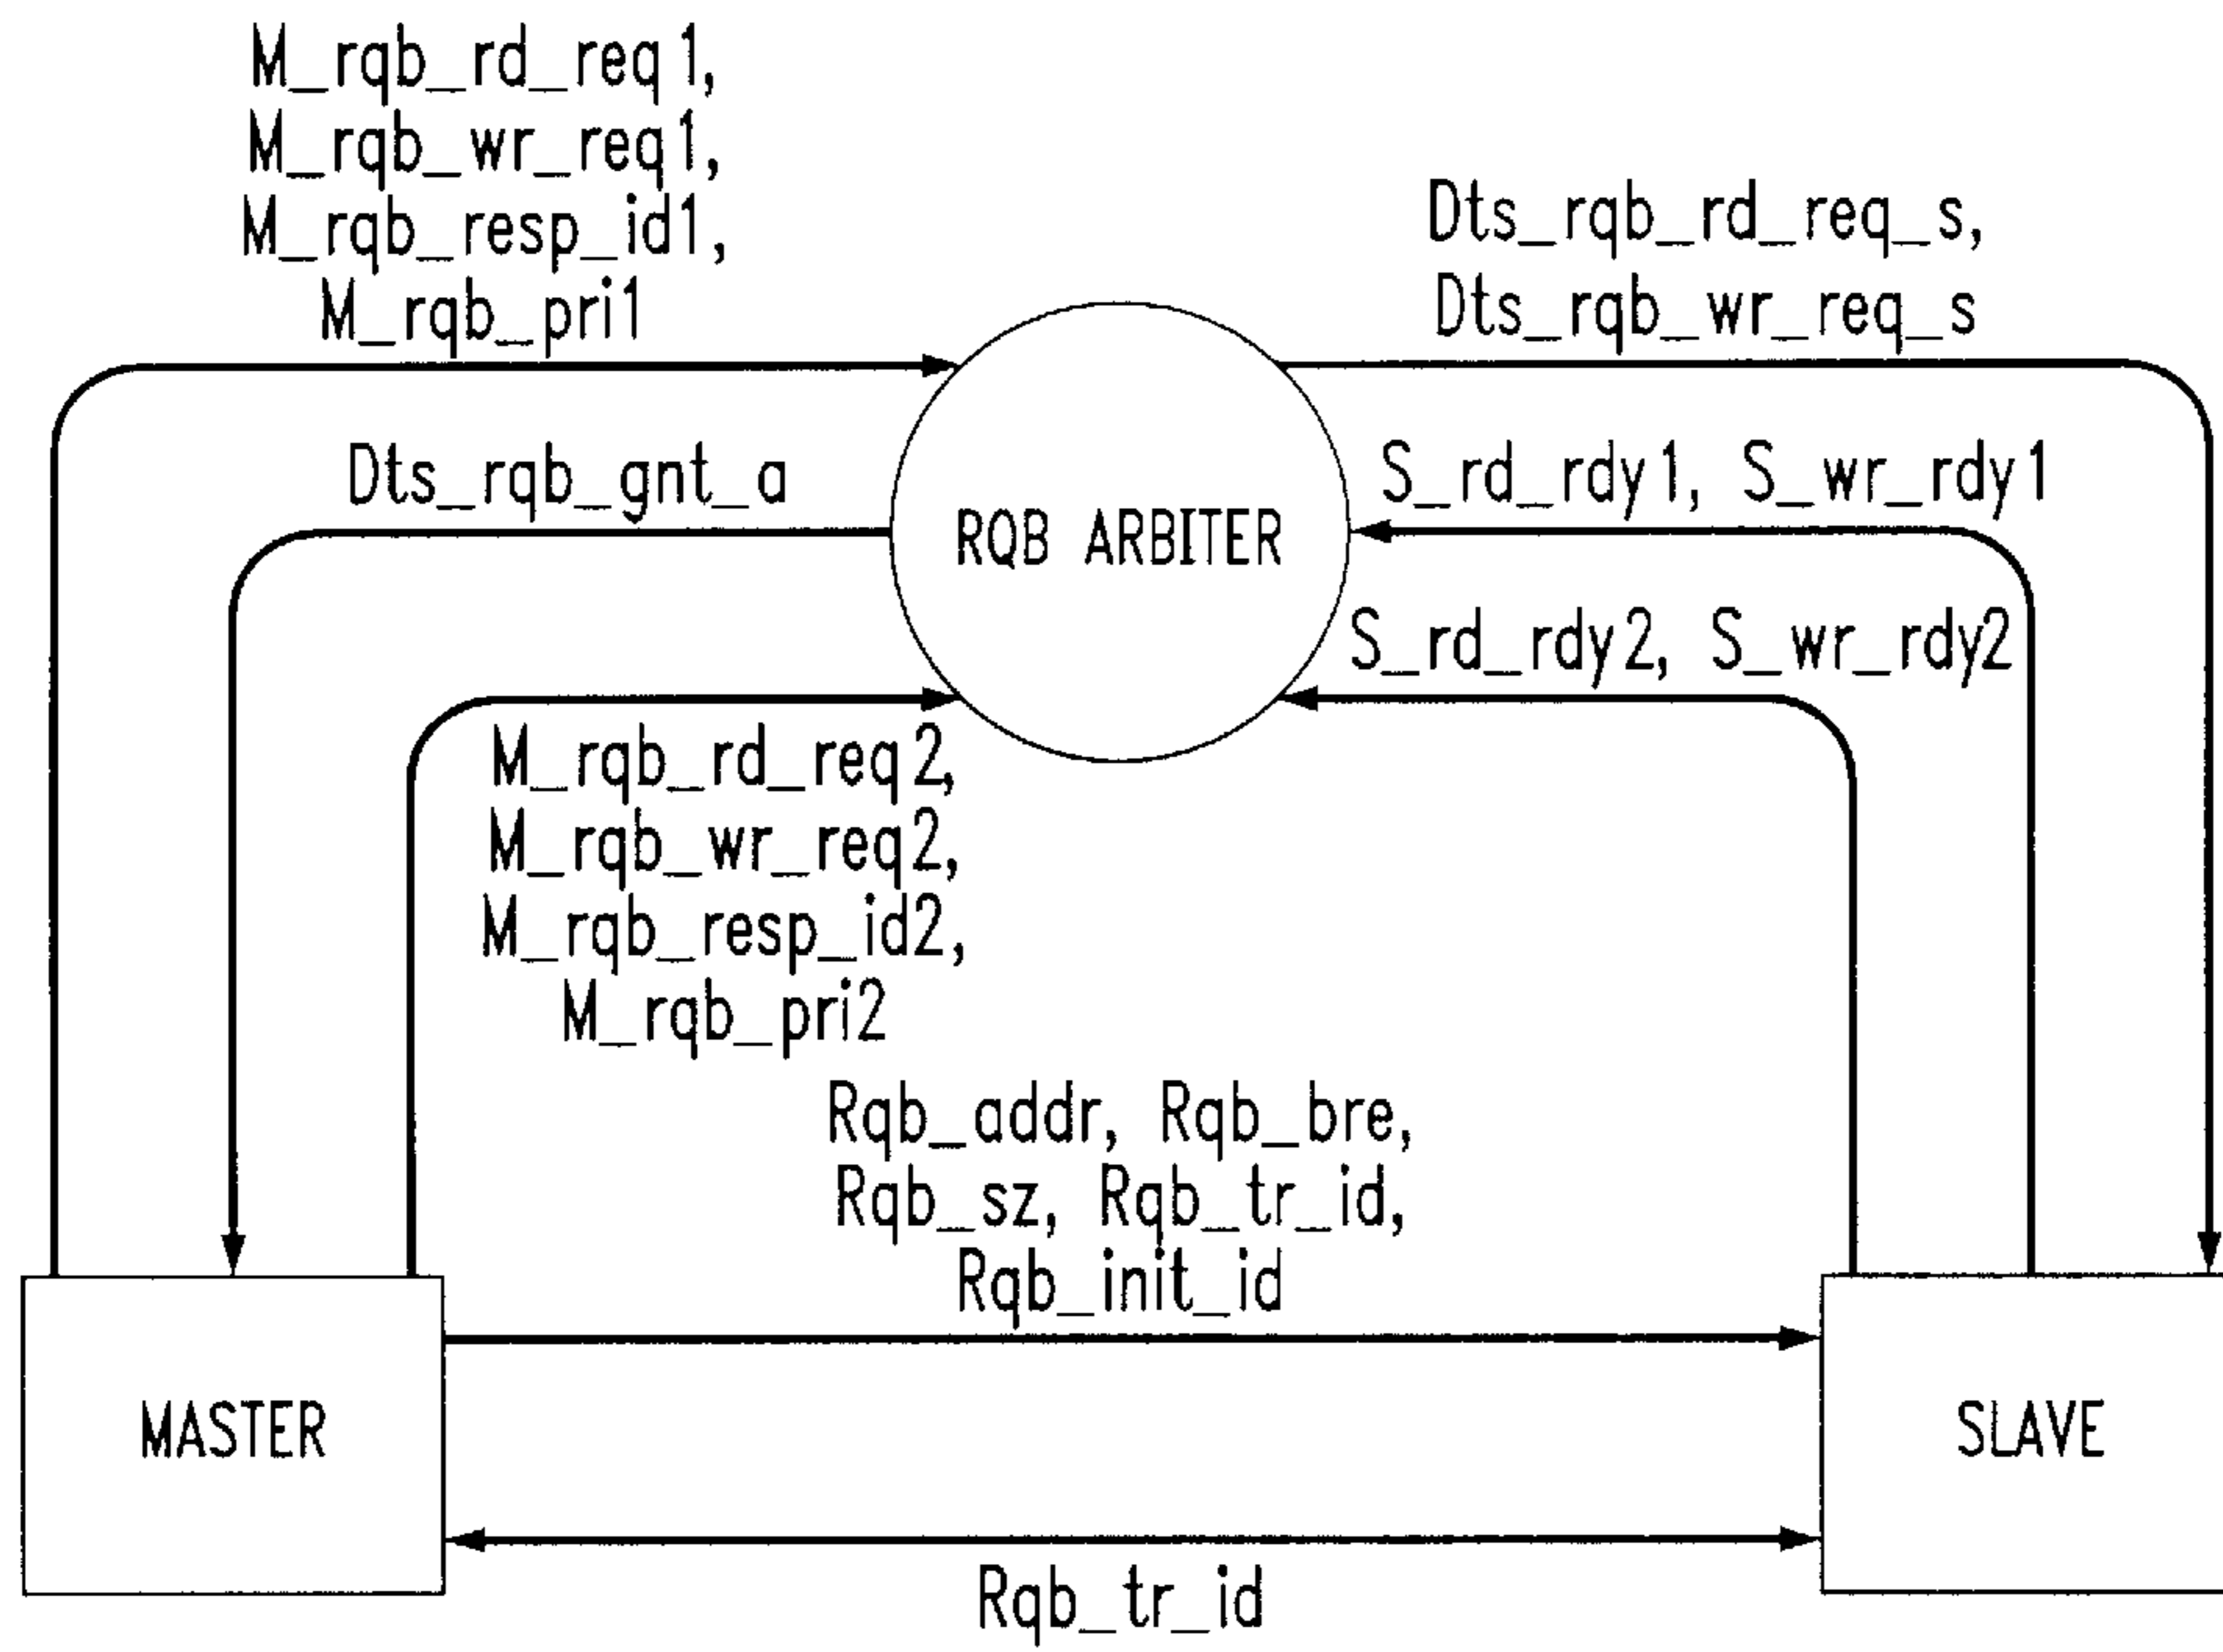 M_rqb_rd_req1,
M_rqb_wr_req1,
M_rqb_resp_id1,
M_rqb_pri1
Dts_rqb_rd_req_s,
Dts_rqb_wr_req_s
Dts_rqb_gnt_a
RQB ARBITER
S_rd_rdy1, S_wr_rdy1
S_rd_rdy2, S_wr_rdy2
M_rqb_rd_req2,
M_rqb_wr_req2,
M_rqb_resp_id2,
M_rqb_pri2
Rqb_addr, Rqb_bre,
Rqb_sz, Rqb_tr_id,
Rqb_init_id
MASTER
SLAVE
Rqb_tr_id